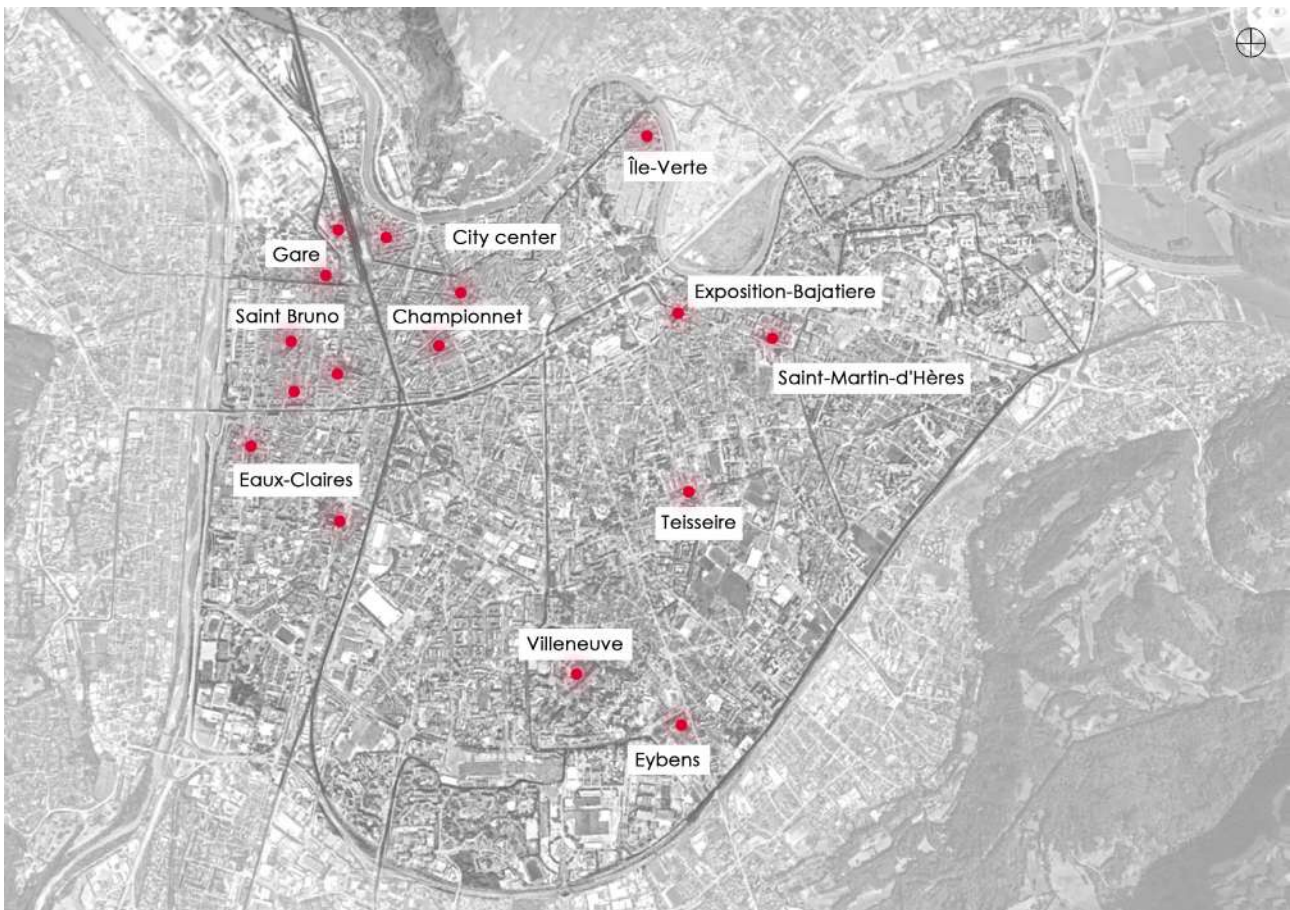 Île-Verte
City center
Gare
Exposition-Bajatiere
Saint Bruno
Championnet
Saint-Martin-d'Hères
Eaux-Claires
Teisseire
Villeneuve
Eybens